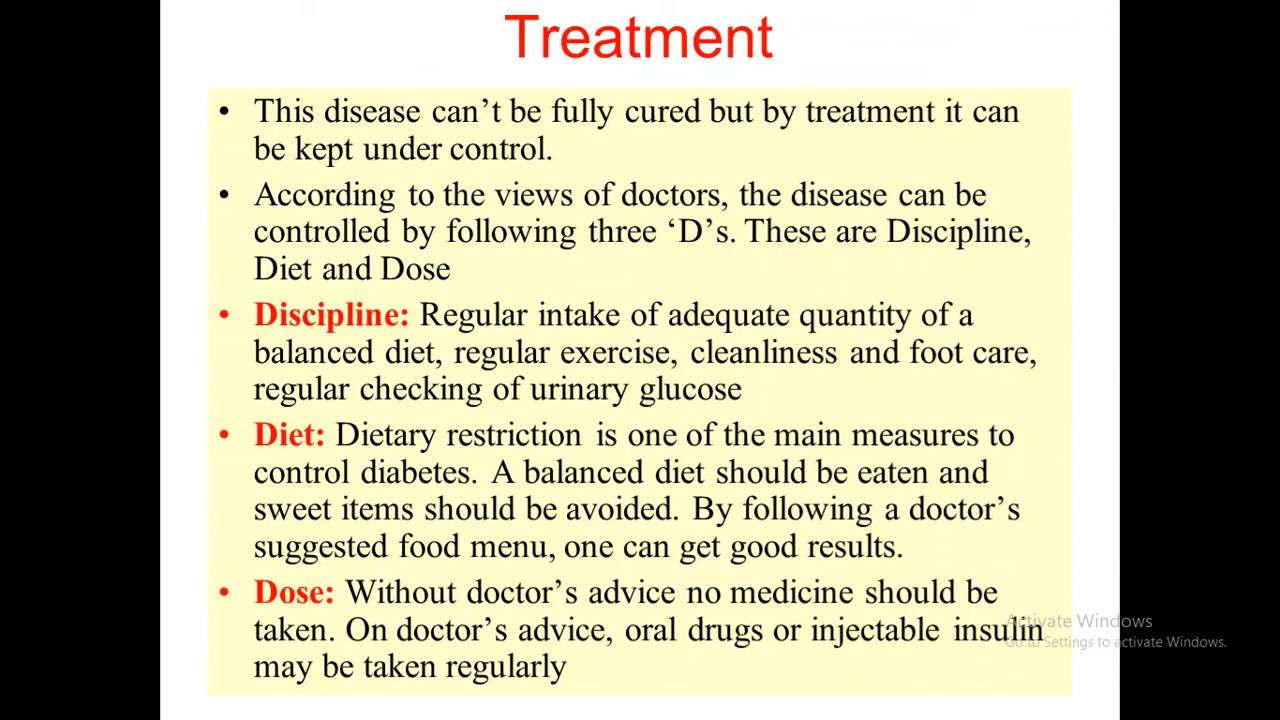 Treatment
• This disease can’t be fully cured but by treatment it can
be kept under control.
• According to the views of doctors, the disease can be
controlled by following three ‘D’s. These are Discipline,
Diet and Dose
• Discipline: Regular intake of adequate quantity of a
balanced diet, regular exercise, cleanliness and foot care,
regular checking of urinary glucose
• Diet: Dietary restriction is one of the main measures to
control diabetes. A balanced diet should be eaten and
sweet items should be avoided. By following a doctor’s
suggested food menu, one can get good results.
• Dose: Without doctor’s advice no medicine should be
taken. On doctor’s advice, oral drugs or injectable insulin
may be taken regularly
Activate Windows
Go to Settings to activate Windows.